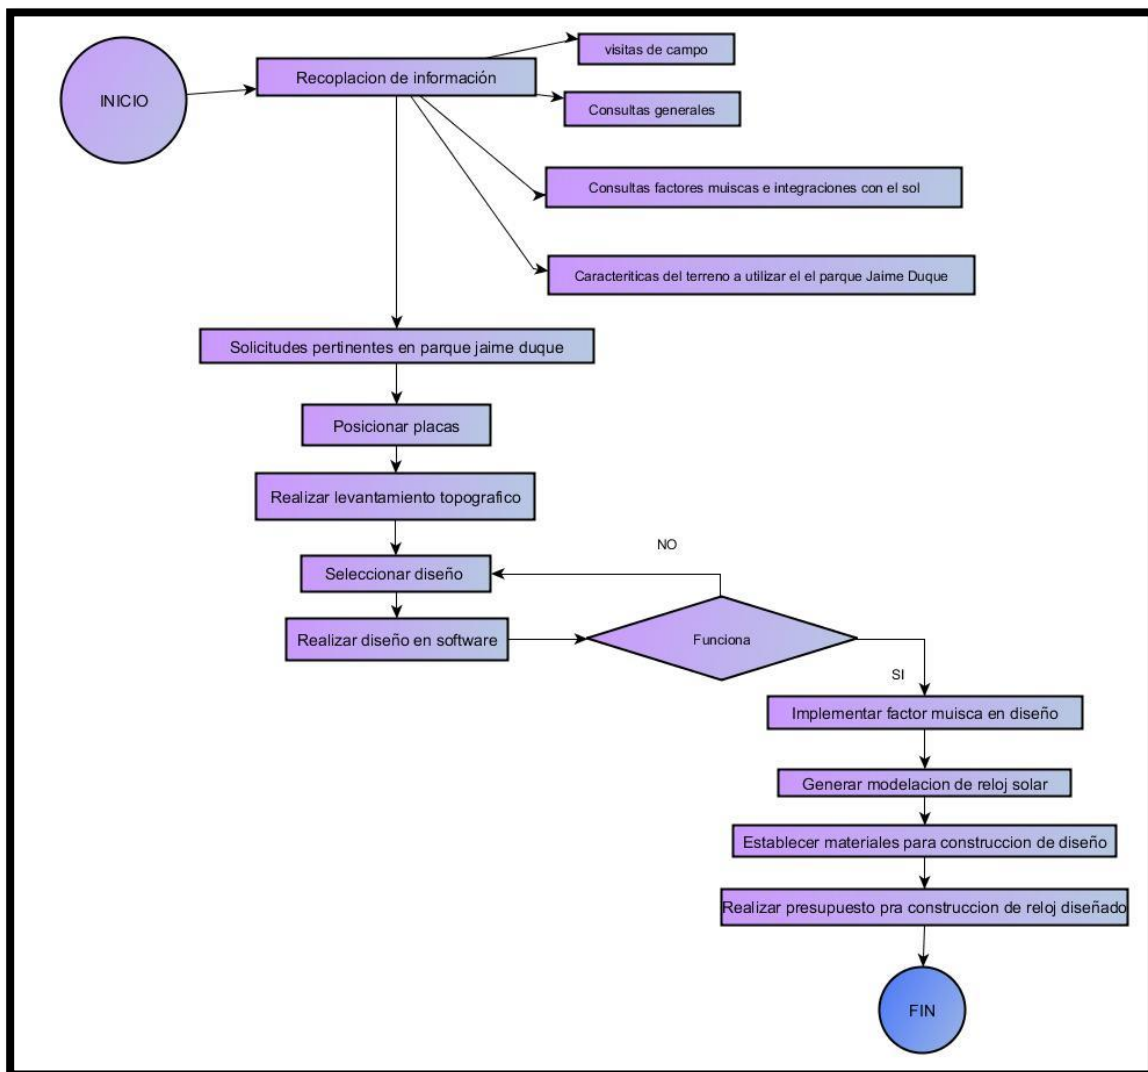 INICIO
Recoplacion de información
visitas de campo
Consultas generales
Consultas factores muiscas e integraciones con el sol
Caracteríticas del terreno a utilizar el el parque Jaime Duque
Solicitudes pertinentes en parque jaime duque
Posicionar placas
Realizar levantamiento topografico
Seleccionar diseño
NO
Realizar diseño en software
Funciona
SI
Implementar factor muisca en diseño
Generar modelacion de reloj solar
Establecer materiales para construccion de diseño
Realizar presupuesto pra construccion de reloj diseñado
FIN